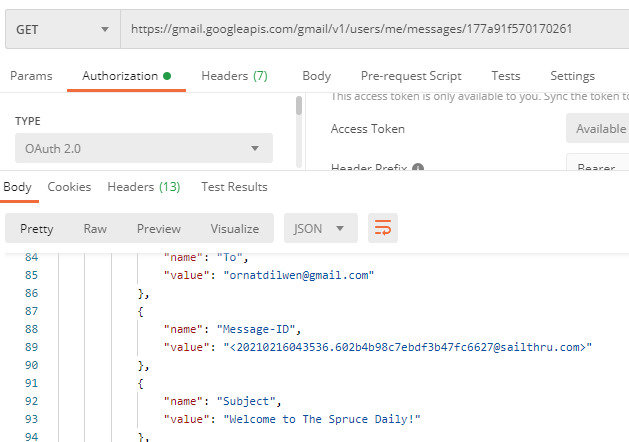 GET https://gmail.googleapis.com/gmail/v1/users/me/messages/177a91f570170261
Params Authorization Headers (7) Body Pre-request Script Tests Settings
This access token is only available to you. Sync the token to
TYPE
OAuth 2.0
Access Token Available
Header Prefix Bearer
Body Cookies Headers (13) Test Results
Pretty Raw Preview Visualize JSON
84 "name": "To",
85 "value": "ornatdilwen@gmail.com"
86 },
87 {
88 "name": "Message-ID",
89 "value": "<20210216043536.602b4b98c7ebdf3b47fc6627@sailthru.com>"
90 },
91 {
92 "name": "Subject",
93 "value": "Welcome to The Spruce Daily!"
94 },